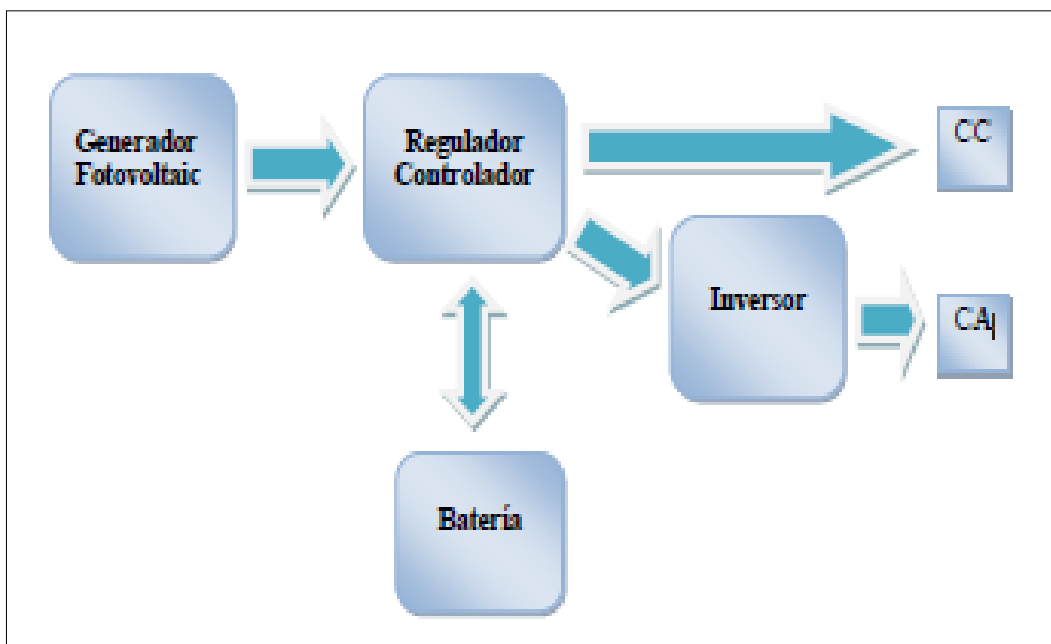 Generador
Fotovoltaic
Regulador
Controlador
CC
Inversor
CA
Batería